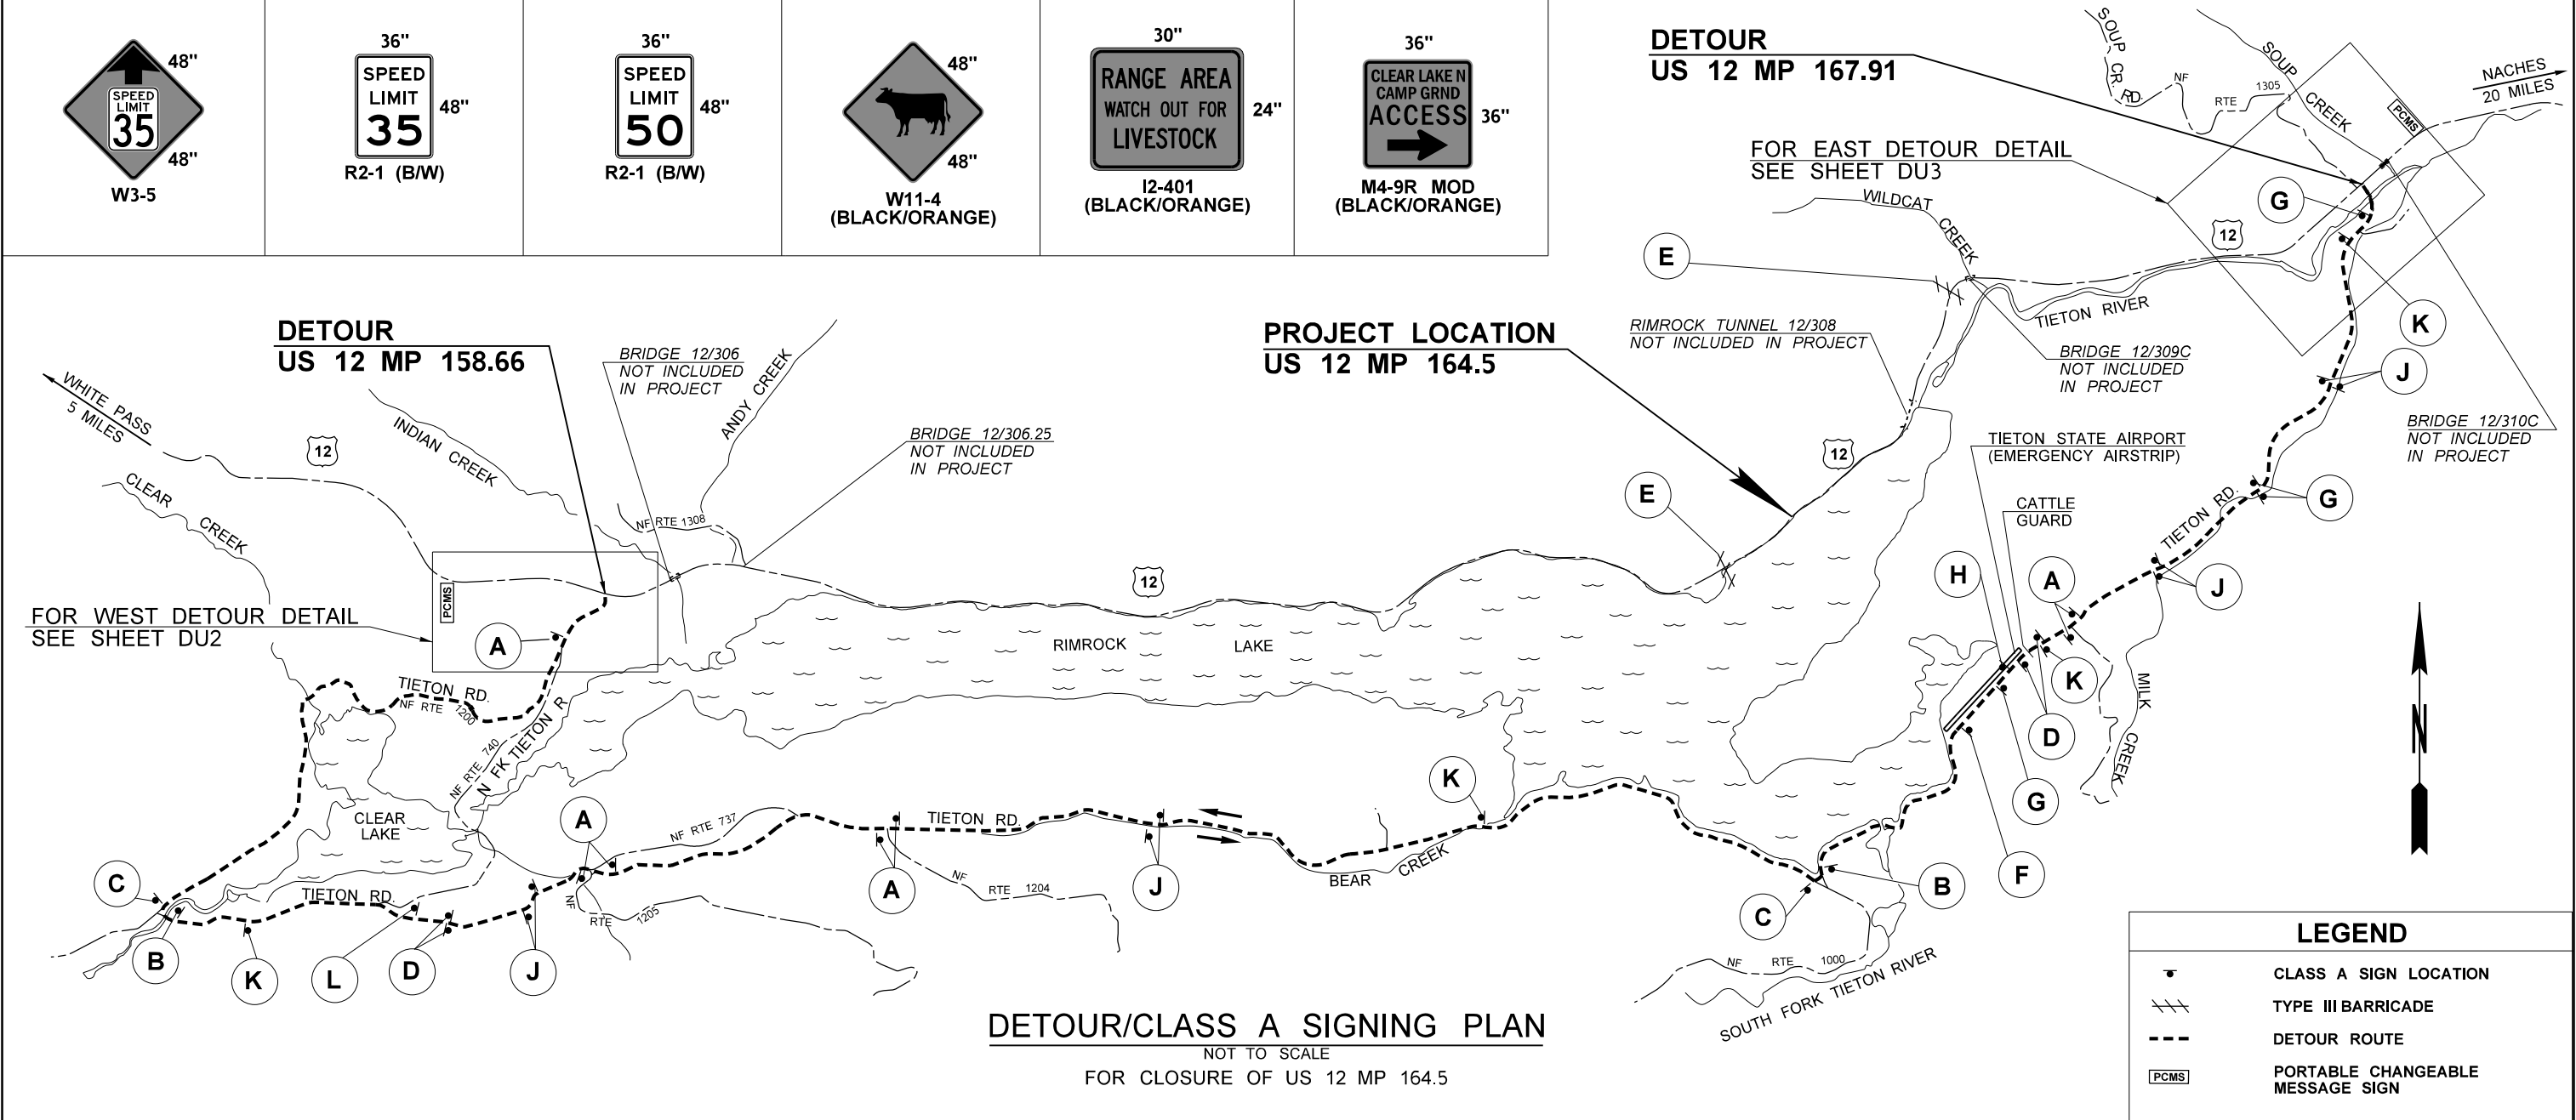 48"
SPEED
LIMIT
35
48"
W3-5
36"
SPEED
LIMIT
35
48"
R2-1 (B/W)
36"
SPEED
LIMIT
50
48"
R2-1 (B/W)
48"
48"
W11-4
(BLACK/ORANGE)
30"
RANGE AREA
WATCH OUT FOR
LIVESTOCK
24"
I2-401
(BLACK/ORANGE)
36"
CLEAR LAKE N
CAMP GRND
ACCESS
36"
M4-9R MOD
(BLACK/ORANGE)
DETOUR
US 12 MP 167.91
SOUP CR. RD.
NF RTE 1305
SOUP CREEK
PCMS
NACHES
20 MILES
FOR EAST DETOUR DETAIL
SEE SHEET DU3
WILDCAT CREEK
G
12
E
K
TIETON RIVER
DETOUR
US 12 MP 158.66
BRIDGE 12/306
NOT INCLUDED
IN PROJECT
ANDY CREEK
PROJECT LOCATION
US 12 MP 164.5
RIMROCK TUNNEL 12/308
NOT INCLUDED IN PROJECT
BRIDGE 12/309C
NOT INCLUDED
IN PROJECT
J
BRIDGE 12/310C
NOT INCLUDED
IN PROJECT
WHITE PASS
5 MILES
12
INDIAN CREEK
BRIDGE 12/306.25
NOT INCLUDED
IN PROJECT
12
TIETON STATE AIRPORT
(EMERGENCY AIRSTRIP)
CLEAR CREEK
NF RTE 1308
E
CATTLE
GUARD
TIETON RD.
G
PCMS
12
H
A
J
FOR WEST DETOUR DETAIL
SEE SHEET DU2
A
RIMROCK LAKE
TIETON RD.
NF RTE 1200
N FK TIETON R
NF RTE 740
K
D
MILK CREEK
K
G
CLEAR
LAKE
A
NF RTE 737
TIETON RD.
F
C
TIETON RD.
NF RTE 1205
A
NF RTE 1204
J
BEAR CREEK
B
C
B
K
L
D
J
NF RTE 1000
SOUTH FORK TIETON RIVER
N
DETOUR/CLASS A SIGNING PLAN
NOT TO SCALE
FOR CLOSURE OF US 12 MP 164.5
LEGEND
CLASS A SIGN LOCATION
TYPE III BARRICADE
DETOUR ROUTE
PCMS
PORTABLE CHANGEABLE
MESSAGE SIGN